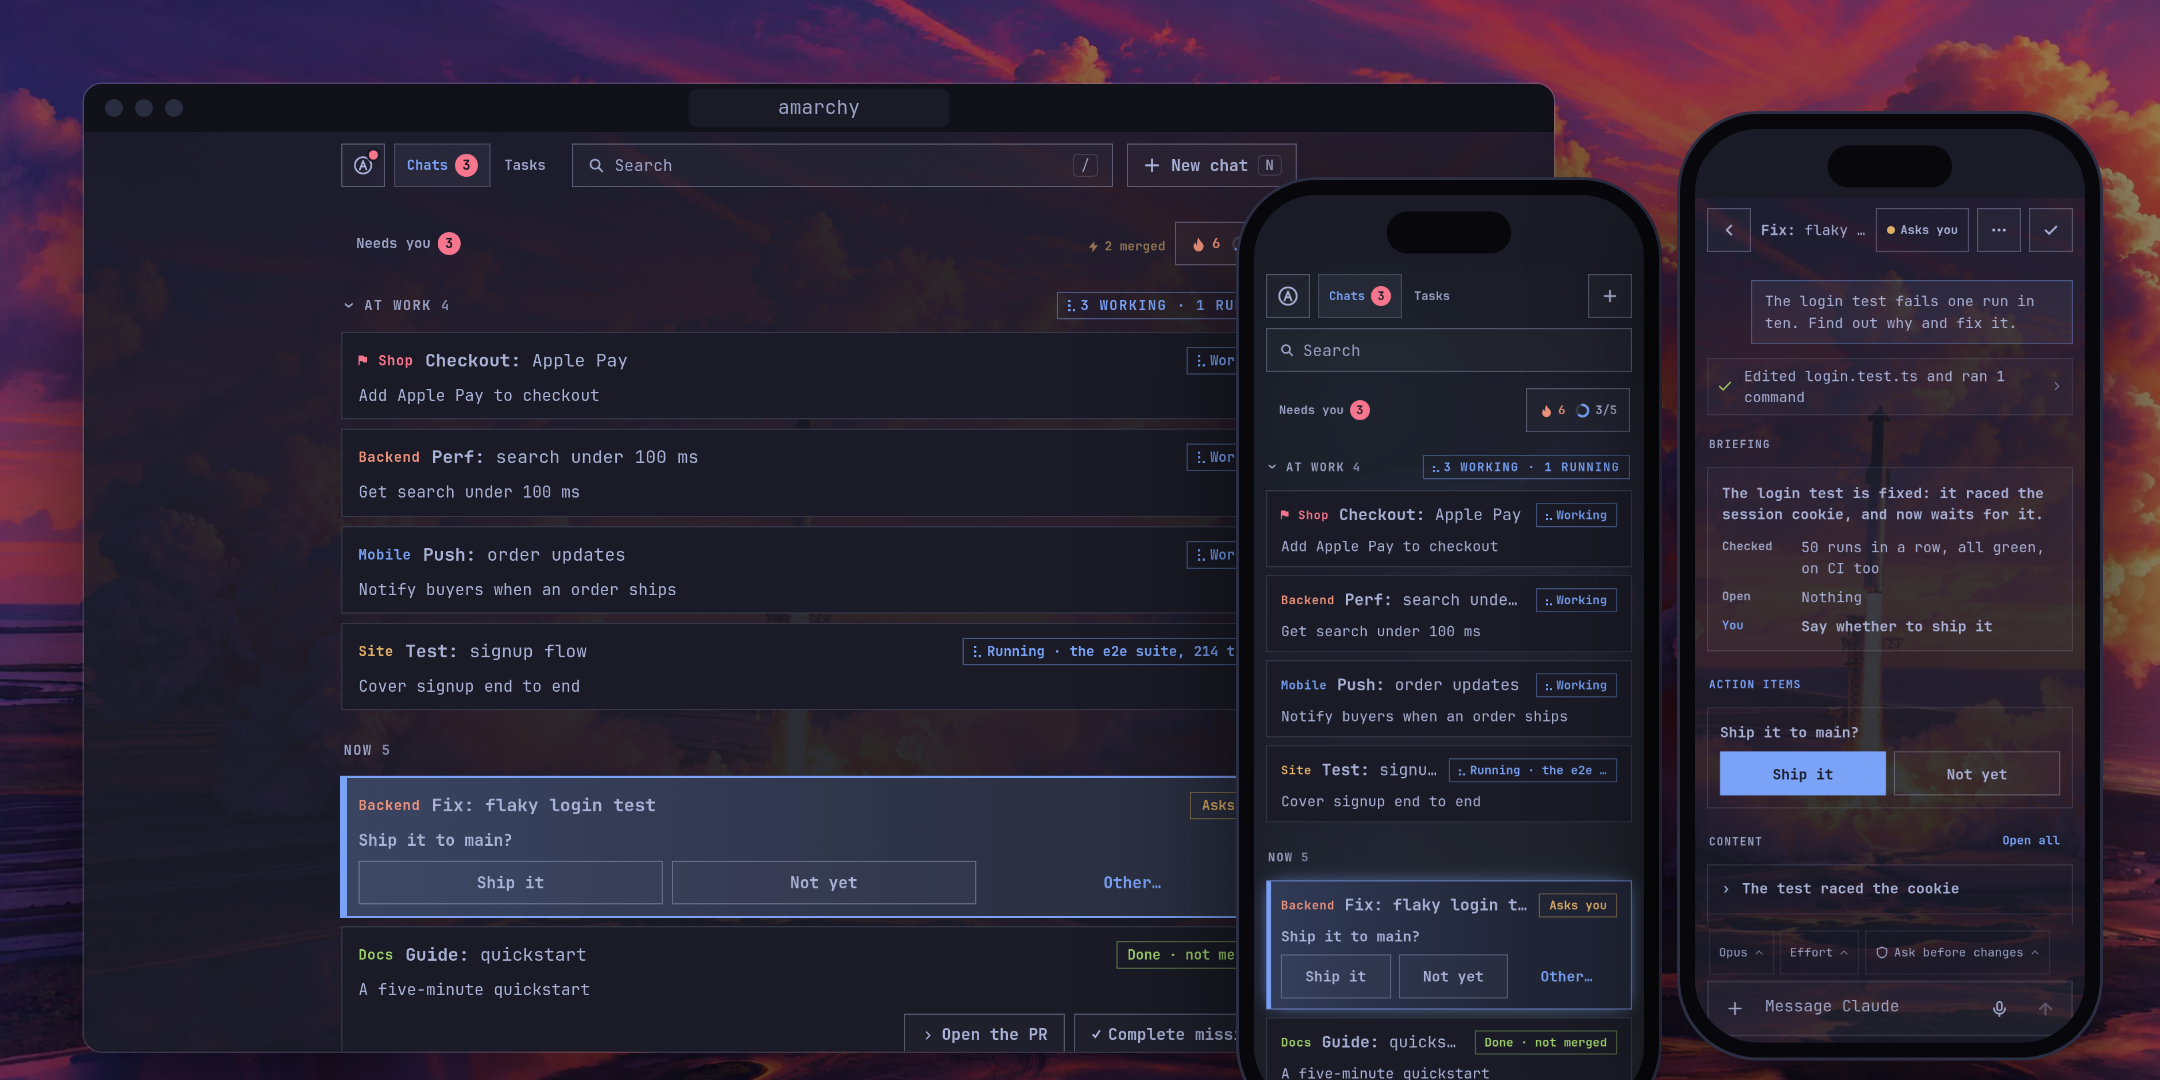 amarchy
Chats 3
Tasks
Search /
New chat N
Needs you 3
2 merged
6
AT WORK 4
3 WORKING · 1 RU
Shop Checkout: Apple Pay
Wor
Add Apple Pay to checkout
Backend Perf: search under 100 ms
Wor
Get search under 100 ms
Mobile Push: order updates
Wor
Notify buyers when an order ships
Site Test: signup flow
Running · the e2e suite, 214 t
Cover signup end to end
NOW 5
Backend Fix: flaky login test
Asks
Ship it to main?
Ship it
Not yet
Other…
Docs Guide: quickstart
Done · not me
A five-minute quickstart
Open the PR
Complete miss
Chats 3
Tasks
Search
Needs you 3
6 3/5
AT WORK 4
3 WORKING · 1 RUNNING
Shop Checkout: Apple Pay
Working
Add Apple Pay to checkout
Backend Perf: search unde…
Working
Get search under 100 ms
Mobile Push: order updates
Working
Notify buyers when an order ships
Site Test: signu…
Running · the e2e …
Cover signup end to end
NOW 5
Backend Fix: flaky login t…
Asks you
Ship it to main?
Ship it
Not yet
Other…
Docs Guide: quicks…
Done · not merged
A five-minute quickstart
Fix: flaky …
Asks you
The login test fails one run in
ten. Find out why and fix it.
Edited login.test.ts and ran 1
command
BRIEFING
The login test is fixed: it raced the
session cookie, and now waits for it.
Checked 50 runs in a row, all green,
on CI too
Open Nothing
You Say whether to ship it
ACTION ITEMS
Ship it to main?
Ship it
Not yet
CONTENT
Open all
The test raced the cookie
Opus
Effort
Ask before changes
Message Claude